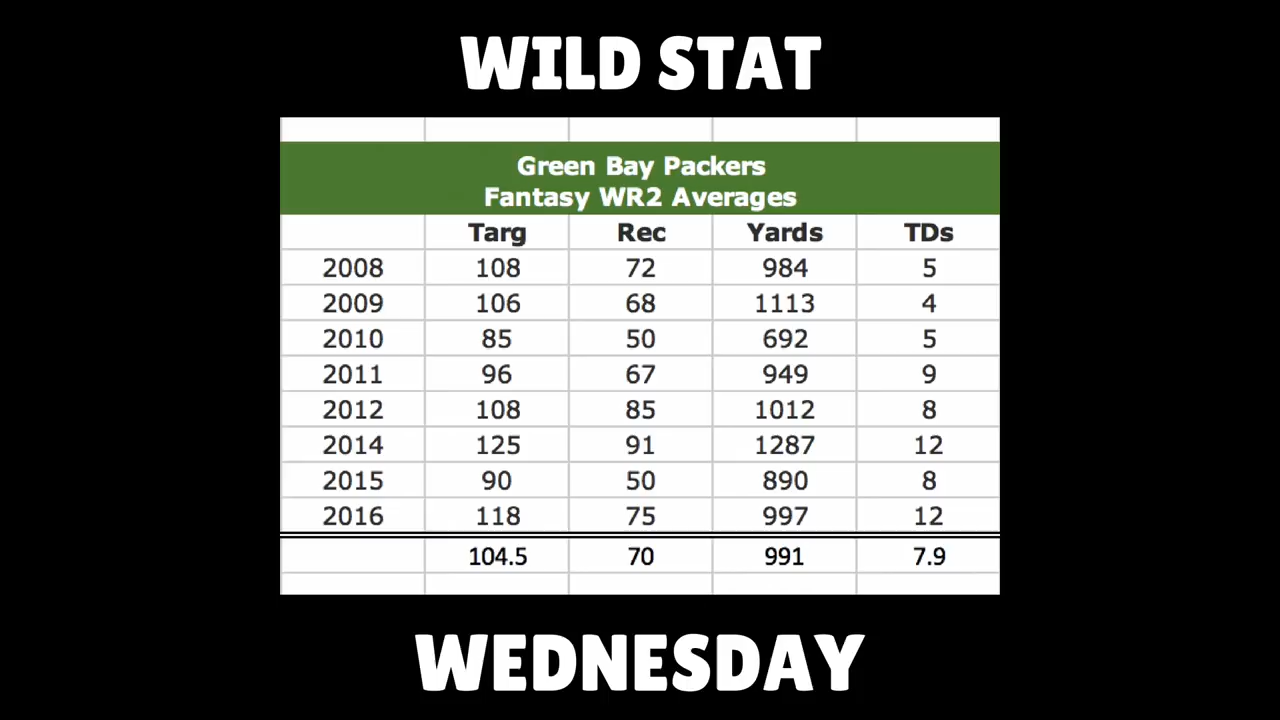 WILD STAT
Green Bay Packers
Fantasy WR2 Averages
Targ Rec Yards TDs
2008 108 72 984 5
2009 106 68 1113 4
2010 85 50 692 5
2011 96 67 949 9
2012 108 85 1012 8
2014 125 91 1287 12
2015 90 50 890 8
2016 118 75 997 12
104.5 70 991 7.9
WEDNESDAY